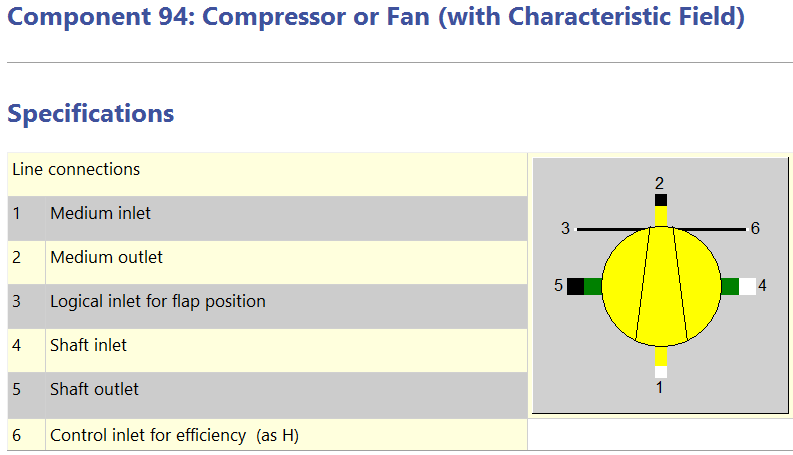 Component 94: Compressor or Fan (with Characteristic Field)
Specifications
Line connections
1 Medium inlet
2 Medium outlet
3 Logical inlet for flap position
4 Shaft inlet
5 Shaft outlet
6 Control inlet for efficiency  (as H)
2
3 6
5 4
1